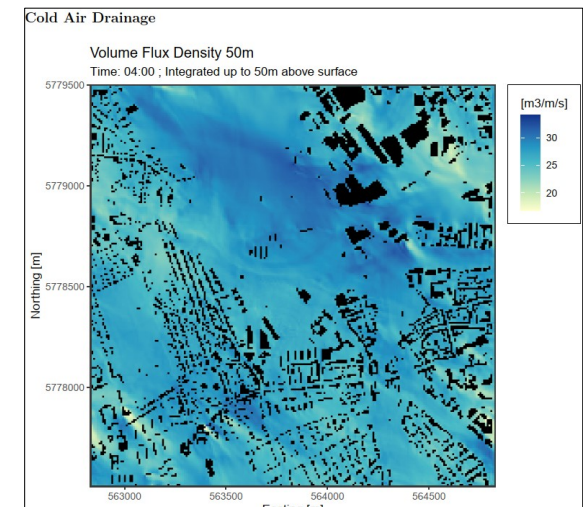 Cold Air Drainage
Volume Flux Density 50m
Time: 04:00 ; Integrated up to 50m above surface
[m3/m/s]
30
25
20
Northing [m]
5779500
5779000
5778500
5778000
563000
563500
564000
564500